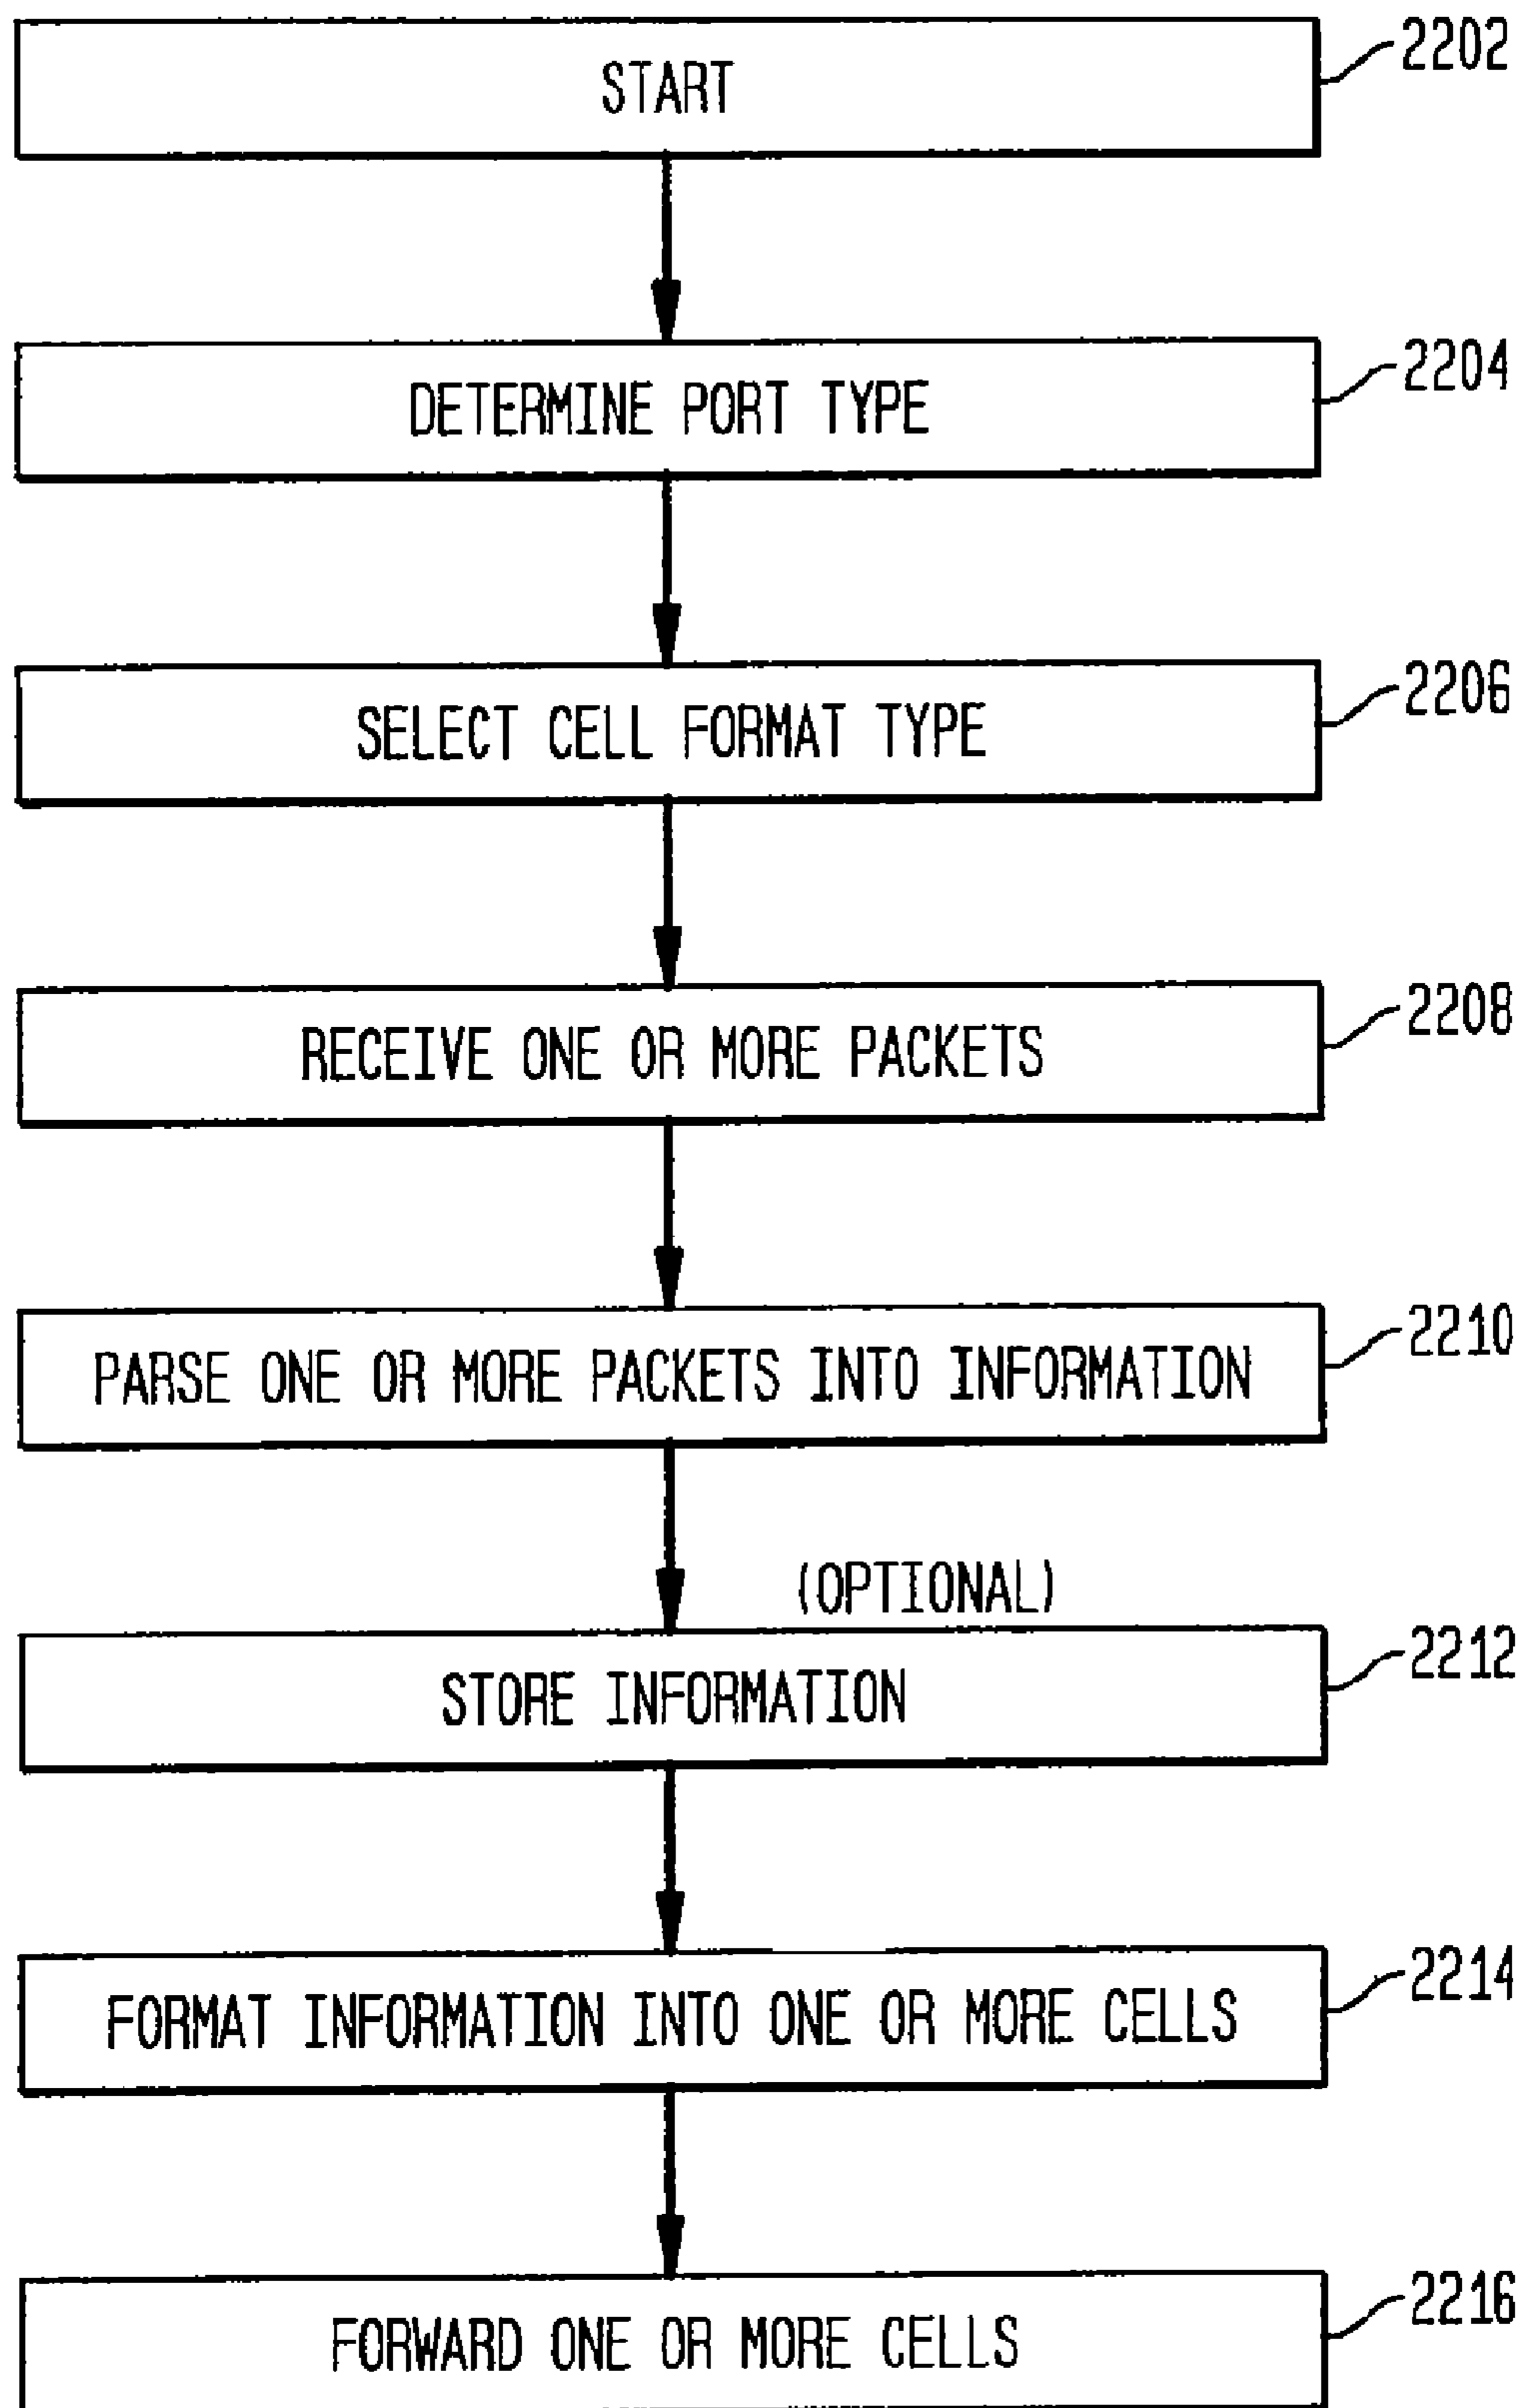 START
2202
DETERMINE PORT TYPE
2204
SELECT CELL FORMAT TYPE
2206
RECEIVE ONE OR MORE PACKETS
2208
PARSE ONE OR MORE PACKETS INTO INFORMATION
2210
(OPTIONAL)
STORE INFORMATION
2212
FORMAT INFORMATION INTO ONE OR MORE CELLS
2214
FORWARD ONE OR MORE CELLS
2216